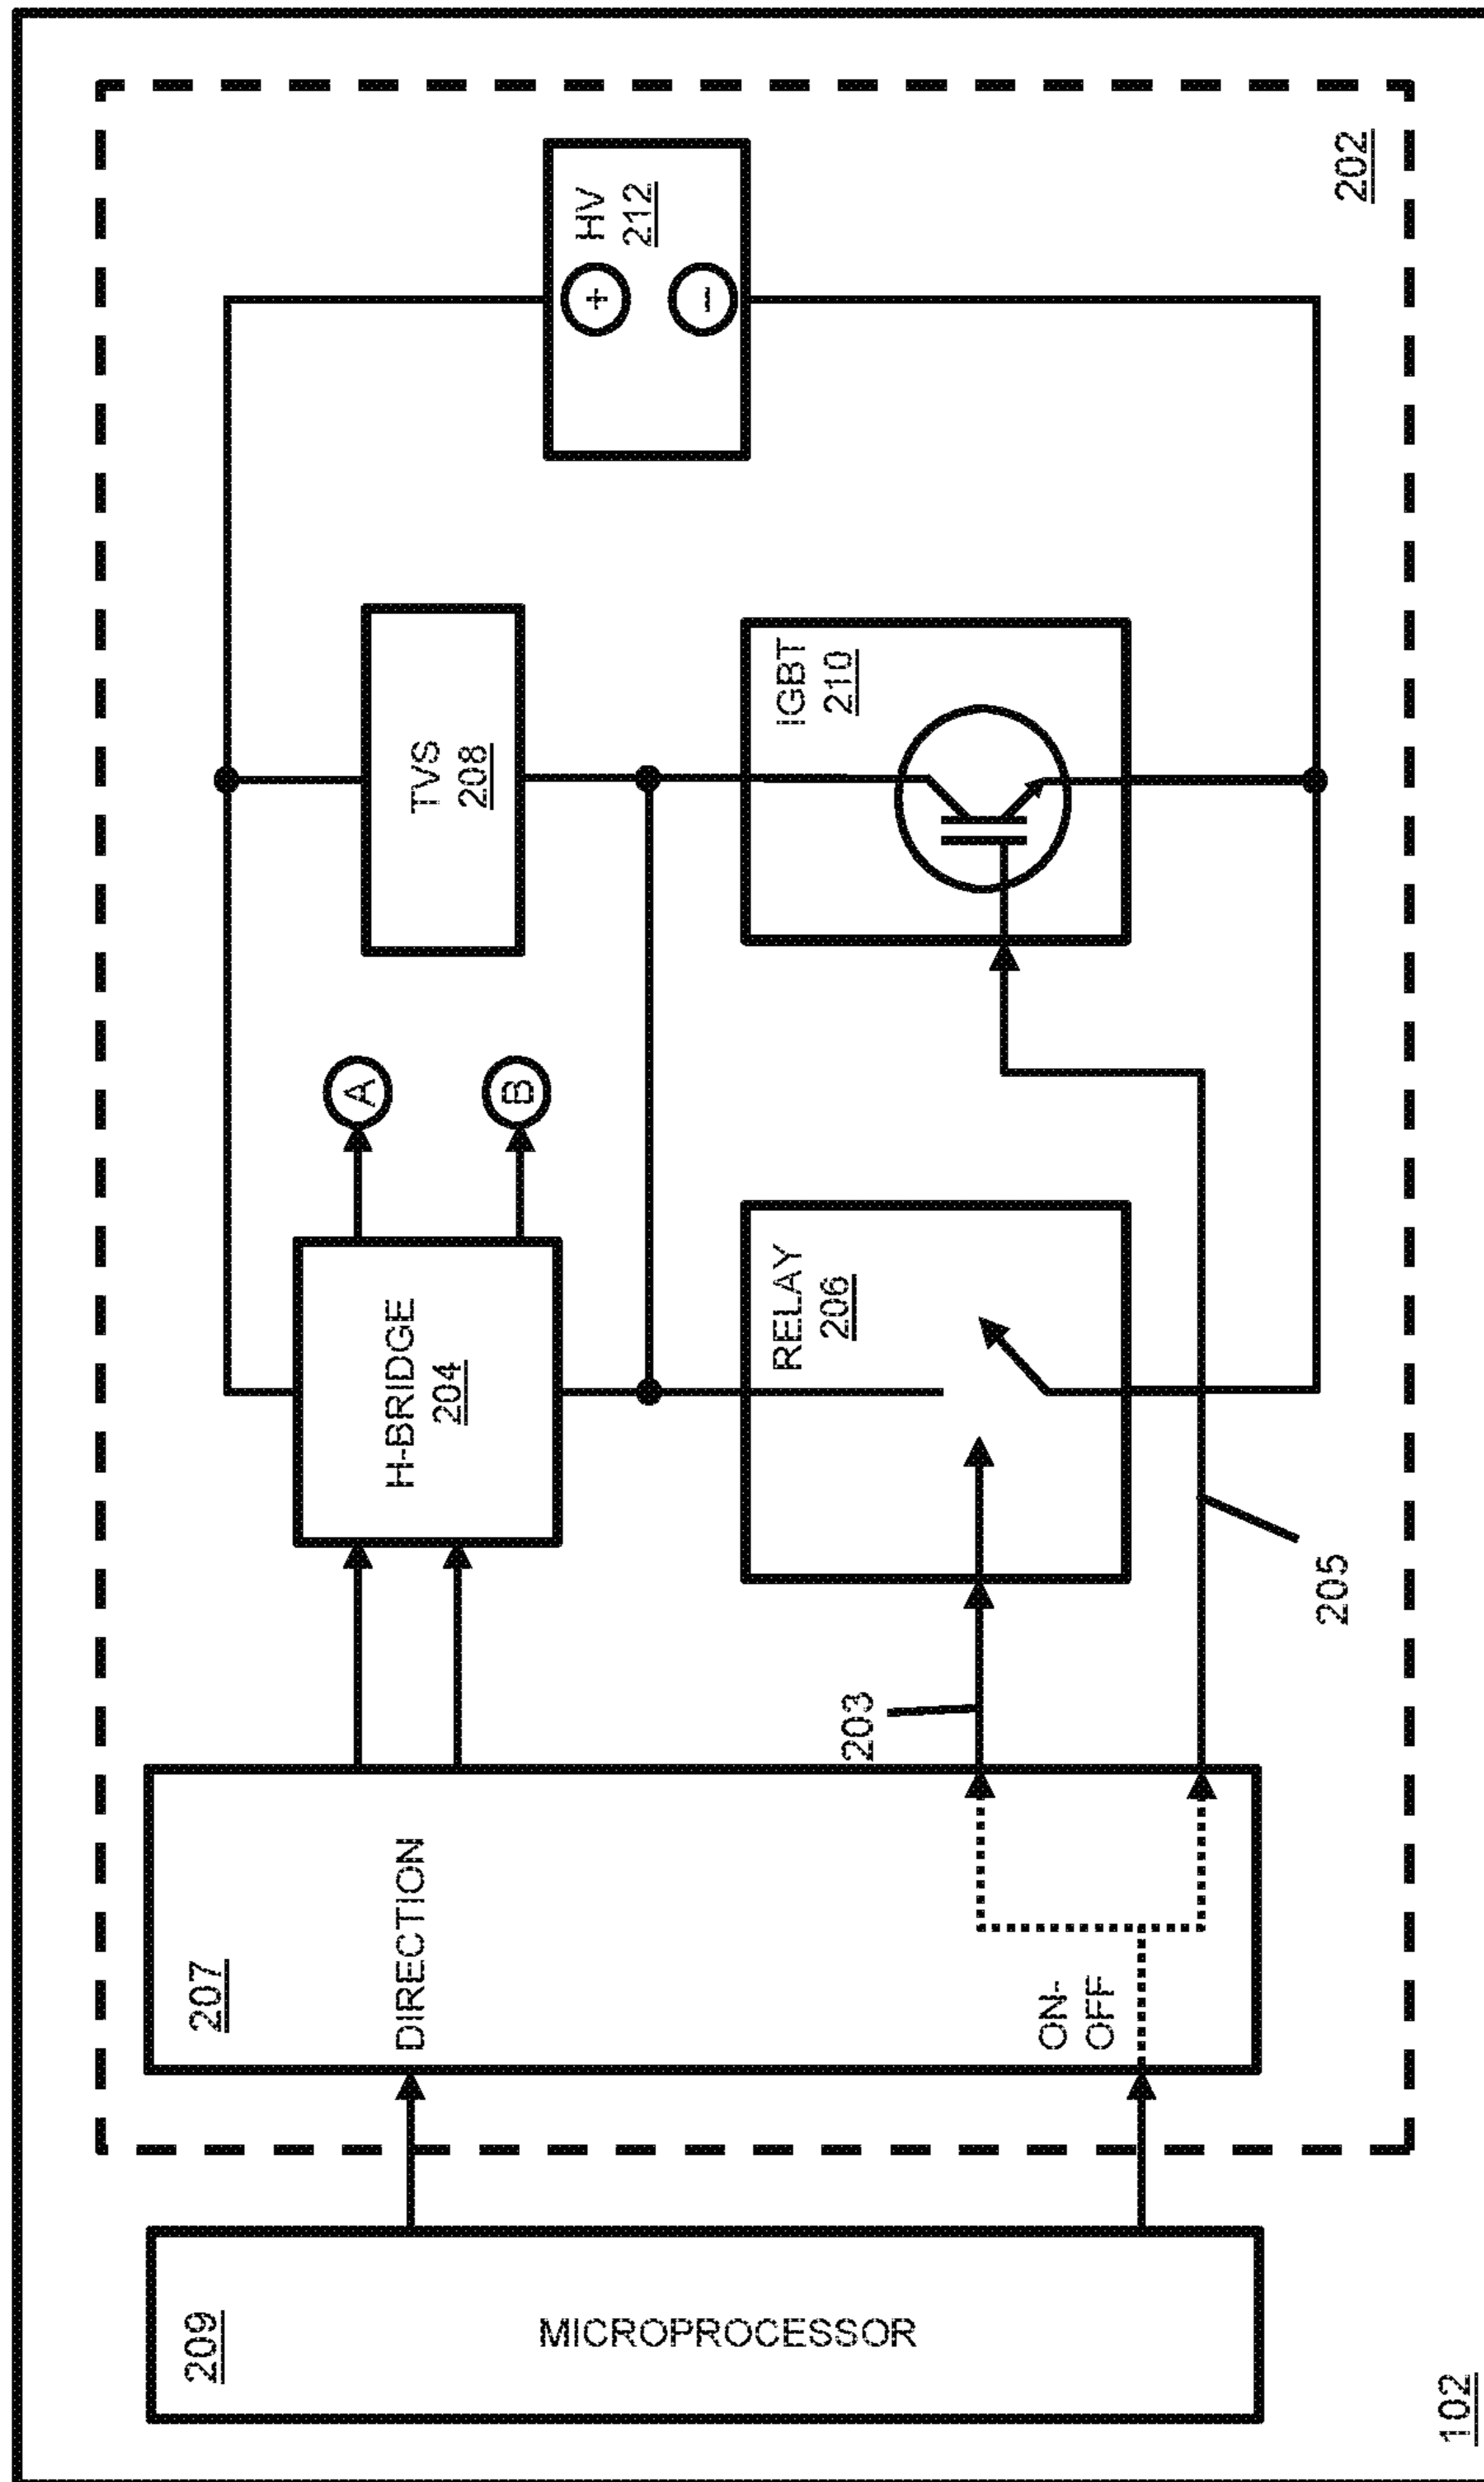 209
MICROPROCESSOR
102
207
DIRECTION
ON-
OFF
203
205
H-BRIDGE
204
A
B
RELAY
206
TVS
208
IGBT
210
HV
212
+
−
202